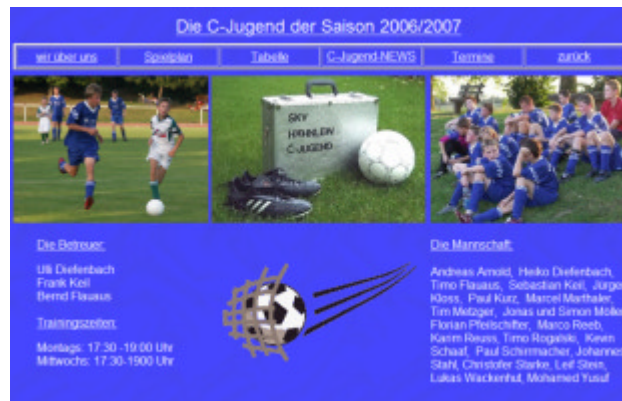 Die C-Jugend der Saison 2006/2007
wir über uns Spielplan Tabelle C-Jugend-NEWS Termine zurück
SKV
HÄHNLEIN
C-JUGEND
Die Betreuer:
Ulli Diefenbach
Frank Keil
Bernd Flauaus
Trainingszeiten:
Montags: 17:30 -19:00 Uhr
Mittwochs: 17:30-1900 Uhr
Die Mannschaft:
Andreas Arnold, Heiko Diefenbach,
Timo Flauaus, Sebastian Keil, Jürge
Kloss, Paul Kurz, Marcel Marthaler,
Tim Metzger, Jonas und Simon Mölle
Florian Pfeilschifter, Marco Reeb,
Karim Reuss, Timo Rogalski, Kevin
Schaaf, Paul Schirrmacher, Johannes
Stahl, Christofer Starke, Leif Stein,
Lukas Wackenhut, Mohamed Yusuf